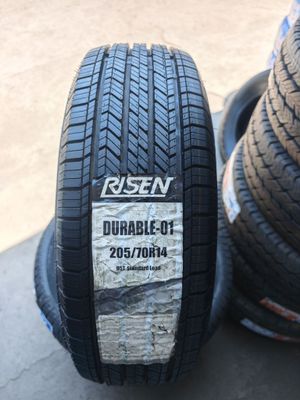 RISEN
DURABLE-01
205/70R14
95T Standard Load